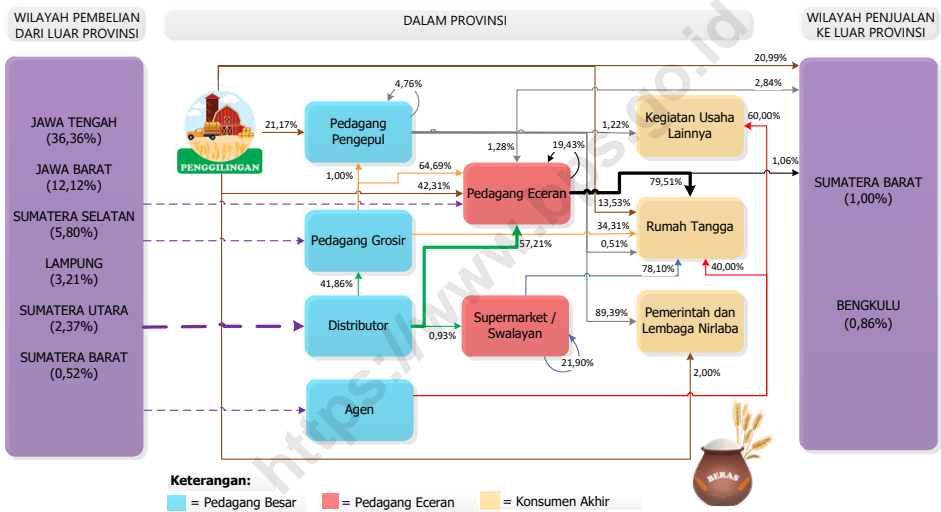 WILAYAH PEMBELIAN
DARI LUAR PROVINSI
DALAM PROVINSI
WILAYAH PENJUALAN
KE LUAR PROVINSI
JAWA TENGAH
(36,36%)
JAWA BARAT
(12,12%)
SUMATERA SELATAN
(5,80%)
LAMPUNG
(3,21%)
SUMATERA UTARA
(2,37%)
SUMATERA BARAT
(0,52%)
PENGGILINGAN
20,99%
4,76%
2,84%
21,17%
Pedagang
Pengepul
1,22%
Kegiatan Usaha
Lainnya
60,00%
1,28%
19,43%
1,00%
64,69%
42,31%
Pedagang Eceran
79,51%
1,06%
13,53%
Pedagang Grosir
57,21%
34,31%
0,51%
Rumah Tangga
41,86%
78,10%
40,00%
Distributor
0,93%
Supermarket /
Swalayan
21,90%
89,39%
Pemerintah dan
Lembaga Nirlaba
2,00%
Agen
SUMATERA BARAT
(1,00%)
BENGKULU
(0,86%)
BERAS
https://www.bps.go.id
Keterangan:
= Pedagang Besar
= Pedagang Eceran
= Konsumen Akhir